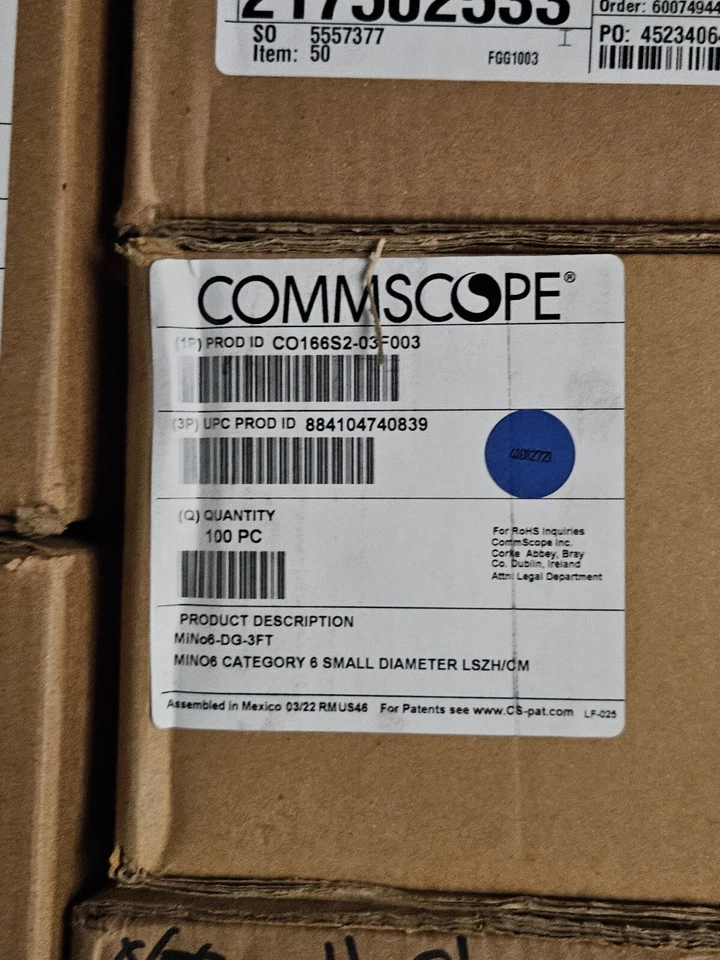 Order: 60074944
SO 5557377
PO: 4523406
Item: 50
FGG1003
COMMSCOPE®
(1P) PROD ID CO166S2-03F003
(3P) UPC PROD ID 884104740839
(Q) QUANTITY
100 PC
For RoHS Inquiries
CommScope Inc.
Corke Abbey, Bray
Co. Dublin, Ireland
Attn: Legal Department
PRODUCT DESCRIPTION
MiNo6-DG-3FT
MINO6 CATEGORY 6 SMALL DIAMETER LSZH/CM
Assembled in Mexico 03/22 RMUS46 For Patents see www.CS-pat.com LF-025